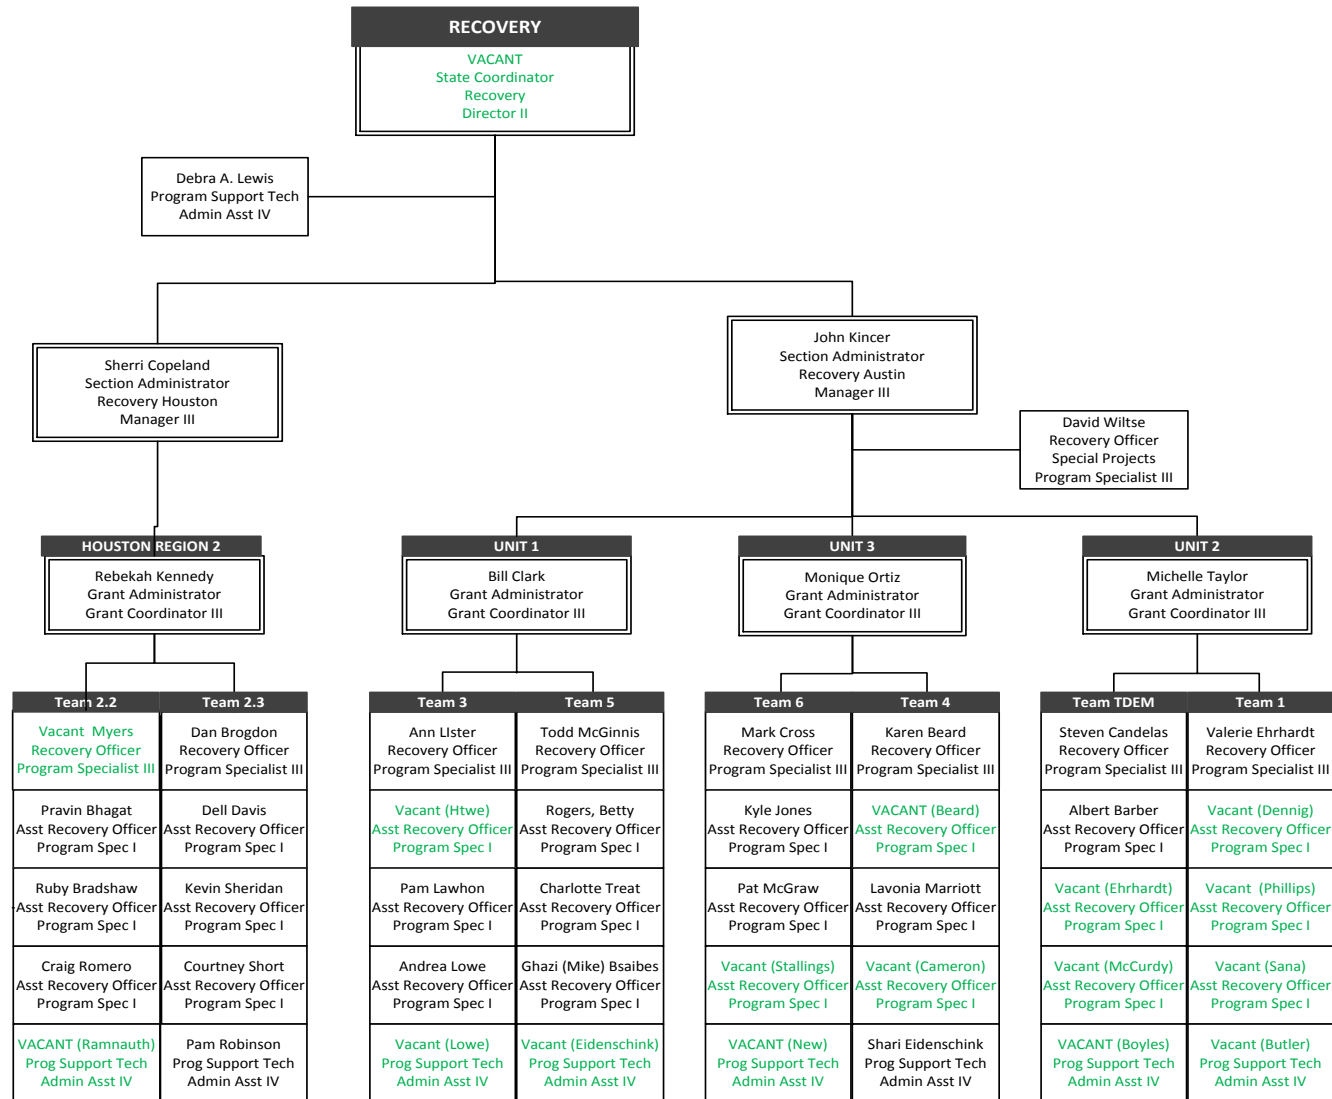 RECOVERY
VACANT
State Coordinator
Recovery
Director II
Debra A. Lewis
Program Support Tech
Admin Asst IV
Sherri Copeland
Section Administrator
Recovery Houston
Manager III
John Kincer
Section Administrator
Recovery Austin
Manager III
David Wiltse
Recovery Officer
Special Projects
Program Specialist III
HOUSTON REGION 2
Rebekah Kennedy
Grant Administrator
Grant Coordinator III
UNIT 1
Bill Clark
Grant Administrator
Grant Coordinator III
UNIT 3
Monique Ortiz
Grant Administrator
Grant Coordinator III
UNIT 2
Michelle Taylor
Grant Administrator
Grant Coordinator III
Team 2.2
Vacant Myers
Recovery Officer
Program Specialist III
Pravin Bhagat
Asst Recovery Officer
Program Spec I
Ruby Bradshaw
Asst Recovery Officer
Program Spec I
Craig Romero
Asst Recovery Officer
Program Spec I
VACANT (Ramnauth)
Prog Support Tech
Admin Asst IV
Team 2.3
Dan Brogdon
Recovery Officer
Program Specialist III
Dell Davis
Asst Recovery Officer
Program Spec I
Kevin Sheridan
Asst Recovery Officer
Program Spec I
Courtney Short
Asst Recovery Officer
Program Spec I
Pam Robinson
Prog Support Tech
Admin Asst IV
Team 3
Ann LIster
Recovery Officer
Program Specialist III
Vacant (Htwe)
Asst Recovery Officer
Program Spec I
Pam Lawhon
Asst Recovery Officer
Program Spec I
Andrea Lowe
Asst Recovery Officer
Program Spec I
Vacant (Lowe)
Prog Support Tech
Admin Asst IV
Team 5
Todd McGinnis
Recovery Officer
Program Specialist III
Rogers, Betty
Asst Recovery Officer
Program Spec I
Charlotte Treat
Asst Recovery Officer
Program Spec I
Ghazi (Mike) Bsaibes
Asst Recovery Officer
Program Spec I
Vacant (Eidenschink)
Prog Support Tech
Admin Asst IV
Team 6
Mark Cross
Recovery Officer
Program Specialist III
Kyle Jones
Asst Recovery Officer
Program Spec I
Pat McGraw
Asst Recovery Officer
Program Spec I
Vacant (Stallings)
Asst Recovery Officer
Program Spec I
VACANT (New)
Prog Support Tech
Admin Asst IV
Team 4
Karen Beard
Recovery Officer
Program Specialist III
VACANT (Beard)
Asst Recovery Officer
Program Spec I
Lavonia Marriott
Asst Recovery Officer
Program Spec I
Vacant (Cameron)
Asst Recovery Officer
Program Spec I
Shari Eidenschink
Prog Support Tech
Admin Asst IV
Team TDEM
Steven Candelas
Recovery Officer
Program Specialist III
Albert Barber
Asst Recovery Officer
Program Spec I
Vacant (Ehrhardt)
Asst Recovery Officer
Program Spec I
Vacant (McCurdy)
Asst Recovery Officer
Program Spec I
VACANT (Boyles)
Prog Support Tech
Admin Asst IV
Team 1
Valerie Ehrhardt
Recovery Officer
Program Specialist III
Vacant (Dennig)
Asst Recovery Officer
Program Spec I
Vacant (Phillips)
Asst Recovery Officer
Program Spec I
Vacant (Sana)
Asst Recovery Officer
Program Spec I
Vacant (Butler)
Prog Support Tech
Admin Asst IV